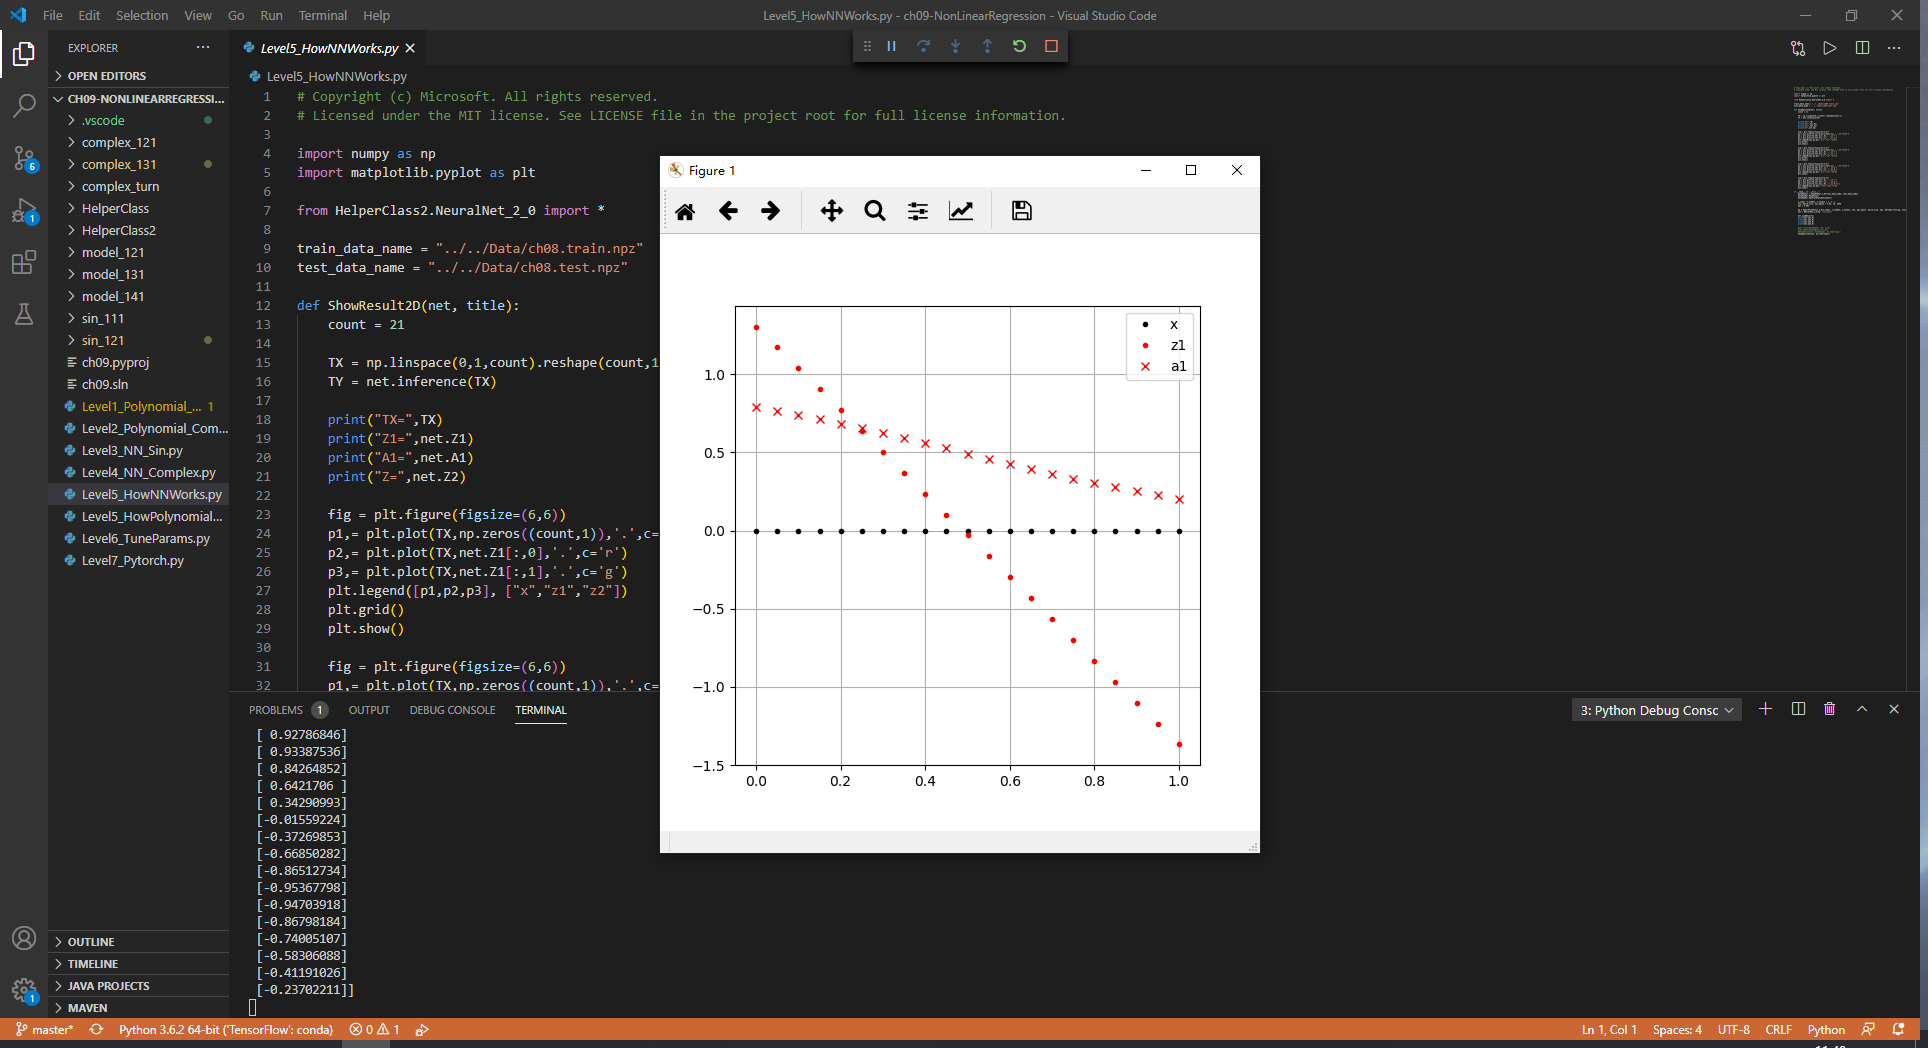 File Edit Selection View Go Run Terminal Help
Level5_HowNNWorks.py - ch09-NonLinearRegression - Visual Studio Code
EXPLORER
OPEN EDITORS
CH09-NONLINEARREGRESSI...
.vscode
complex_121
complex_131
complex_turn
HelperClass
HelperClass2
model_121
model_131
model_141
sin_111
sin_121
ch09.pyproj
ch09.sln
Level1_Polynomial_... 1
Level2_Polynomial_Com...
Level3_NN_Sin.py
Level4_NN_Complex.py
Level5_HowNNWorks.py
Level5_HowPolynomial...
Level6_TuneParams.py
Level7_Pytorch.py
OUTLINE
TIMELINE
JAVA PROJECTS
MAVEN
6
1
1
Level5_HowNNWorks.py
Level5_HowNNWorks.py
1 # Copyright (c) Microsoft. All rights reserved.
2 # Licensed under the MIT license. See LICENSE file in the project root for full license information.
3
4 import numpy as np
5 import matplotlib.pyplot as plt
6
7 from HelperClass2.NeuralNet_2_0 import *
8
9 train_data_name = "../../Data/ch08.train.npz"
10 test_data_name = "../../Data/ch08.test.npz"
11
12 def ShowResult2D(net, title):
13 count = 21
14
15 TX = np.linspace(0,1,count).reshape(count,1
16 TY = net.inference(TX)
17
18 print("TX=",TX)
19 print("Z1=",net.Z1)
20 print("A1=",net.A1)
21 print("Z=",net.Z2)
22
23 fig = plt.figure(figsize=(6,6))
24 p1,= plt.plot(TX,np.zeros((count,1)),'.',c=
25 p2,= plt.plot(TX,net.Z1[:,0],'.',c='r')
26 p3,= plt.plot(TX,net.Z1[:,1],'.',c='g')
27 plt.legend([p1,p2,p3], ["x","z1","z2"])
28 plt.grid()
29 plt.show()
30
31 fig = plt.figure(figsize=(6,6))
32 p1,= plt.plot(TX,np.zeros((count,1)),'.',c=
Figure 1
x
z1
a1
1.0
0.5
0.0
−0.5
−1.0
−1.5
0.0 0.2 0.4 0.6 0.8 1.0
PROBLEMS 1 OUTPUT DEBUG CONSOLE TERMINAL
3: Python Debug Consc
[ 0.92786846]
[ 0.93387536]
[ 0.84264852]
[ 0.6421706 ]
[ 0.34290993]
[-0.01559224]
[-0.37269853]
[-0.66850282]
[-0.86512734]
[-0.95367798]
[-0.94703918]
[-0.86798184]
[-0.74005107]
[-0.58306088]
[-0.41191026]
[-0.23702211]]
master* Python 3.6.2 64-bit ('TensorFlow': conda) 0 1
Ln 1, Col 1 Spaces: 4 UTF-8 CRLF Python